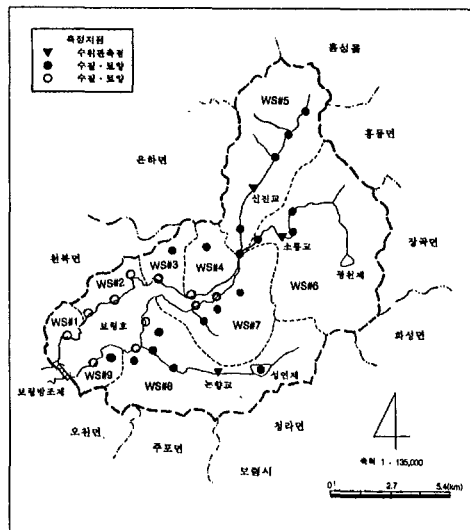 측정지점
수위관측점
수질·토양
수질·토양
홍성읍
WS#5
홍동면
은하면
신진교
장곡면
소룡교
천북면
WS#3
WS#4
광천제
WS#2
WS#6
WS#1
보령호
WS#7
화성면
WS#9
WS#8
논향교
성연제
보령방조제
오천면
청라면
주포면
보령시
축척 1 - 135,000
0 2.7 5.4(km)